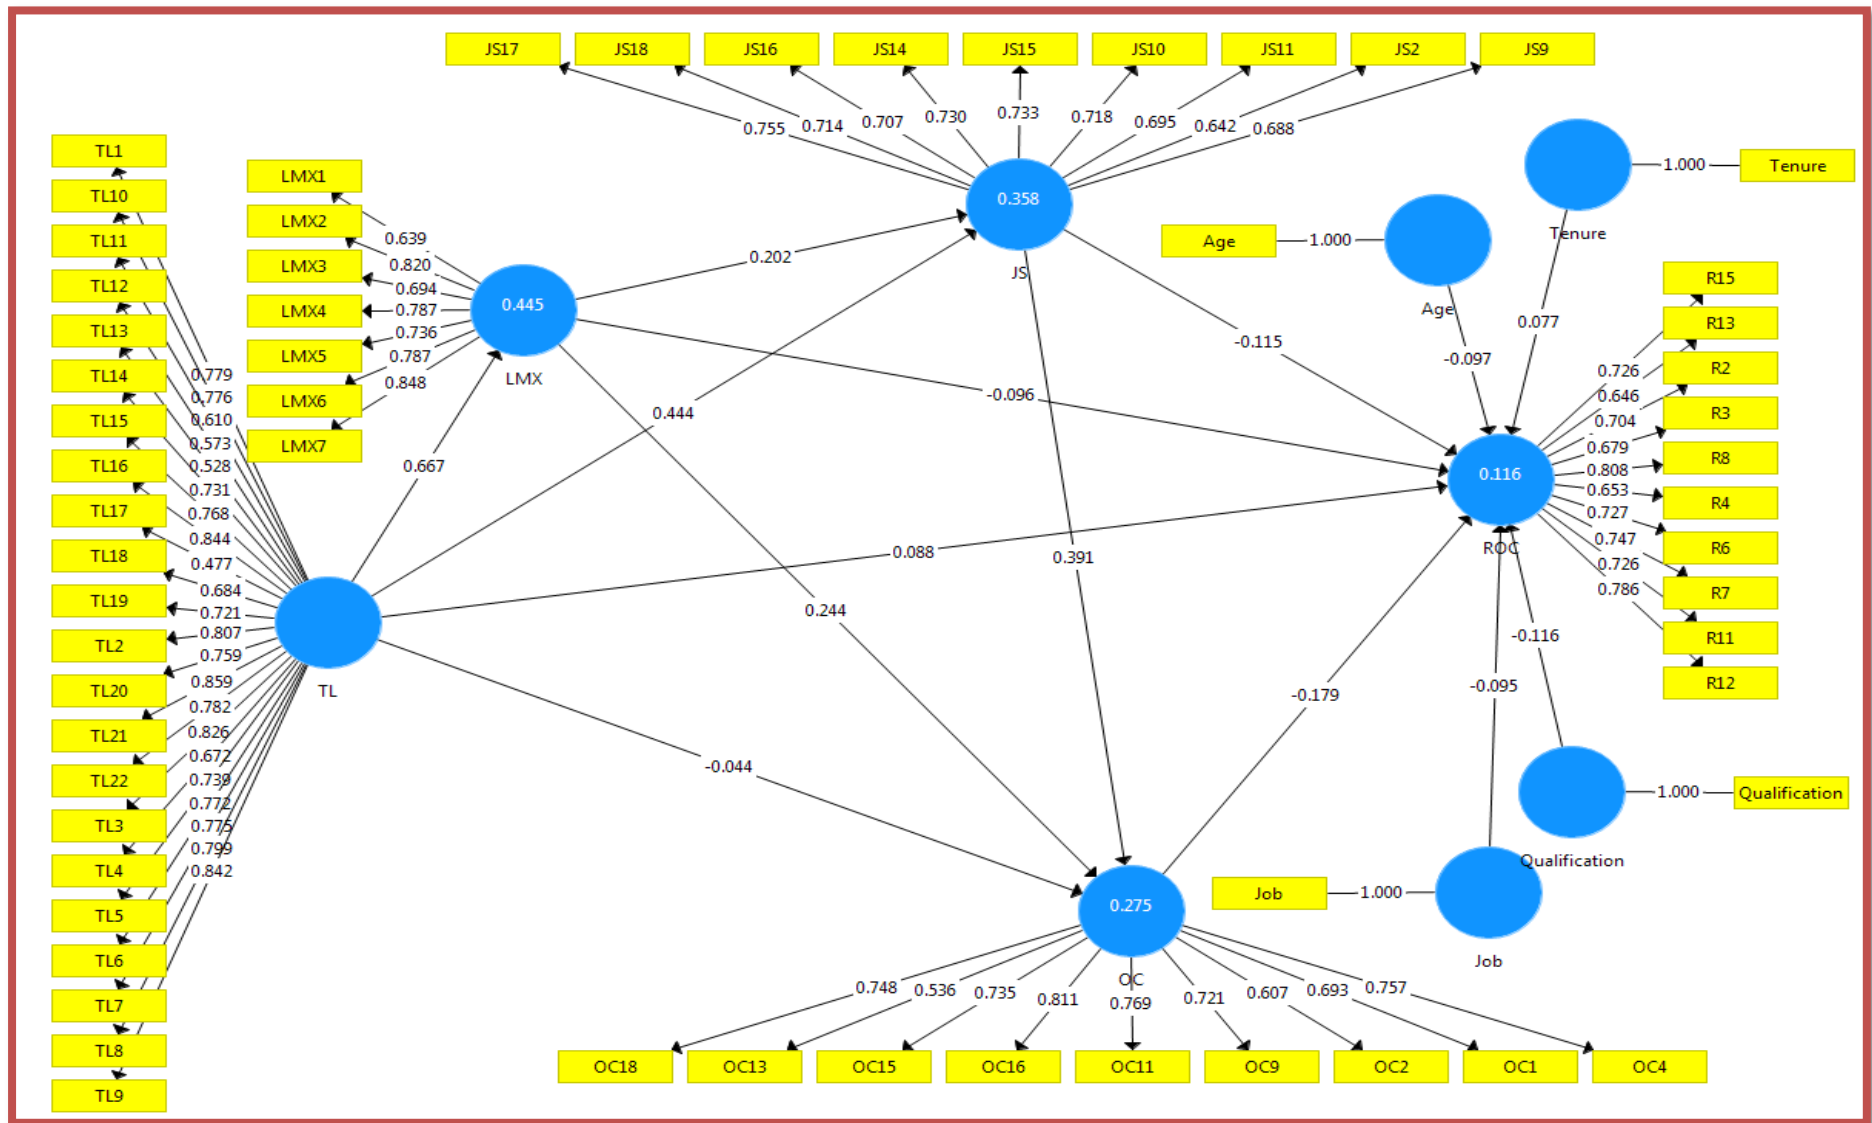 JS17 JS18 JS16 JS14 JS15 JS10 JS11 JS2 JS9
0.755 0.714 0.707 0.730 0.733 0.718 0.695 0.642 0.688
0.358
JS
TL1
TL10
TL11
TL12
TL13
TL14
TL15
TL16
TL17
TL18
TL19
TL2
TL20
TL21
TL22
TL3
TL4
TL5
TL6
TL7
TL8
TL9
0.779
0.776
0.610
0.573
0.528
0.731
0.768
0.844
0.477
0.684
0.721
0.807
0.759
0.859
0.782
0.826
0.672
0.739
0.772
0.775
0.799
0.842
TL
LMX1
LMX2
LMX3
LMX4
LMX5
LMX6
LMX7
0.639
0.820
0.694
0.787
0.736
0.787
0.848
0.445
LMX
0.202
0.444
0.667
-0.096
-0.115
0.088
0.391
0.244
-0.044
-0.179
Tenure
1.000
Tenure
0.077
Age
1.000
Age
-0.097
0.116
ROC
R15
R13
R2
R3
R8
R4
R6
R7
R11
R12
0.726
0.646
0.704
0.679
0.808
0.653
0.727
0.747
0.726
0.786
-0.116
-0.095
1.000
Qualification
Qualification
Job
1.000
Job
0.275
OC
0.748 0.536 0.735 0.811 0.769 0.721 0.607 0.693 0.757
OC18 OC13 OC15 OC16 OC11 OC9 OC2 OC1 OC4